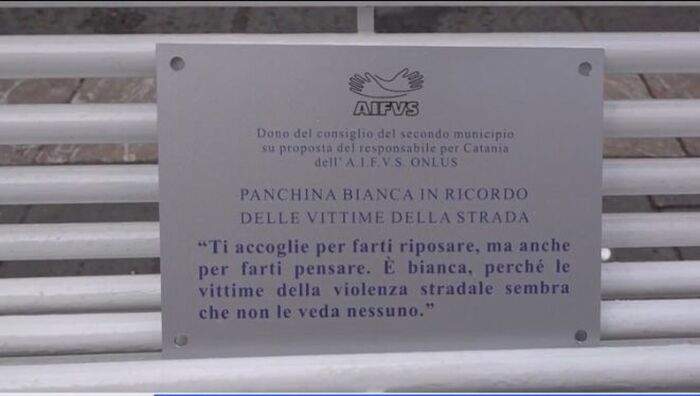 AIFVS
Dono del consiglio del secondo municipio
su proposta del responsabile per Catania
dell' A.I.F.V.S. ONLUS
PANCHINA BIANCA IN RICORDO
DELLE VITTIME DELLA STRADA
“Ti accoglie per farti riposare, ma anche
per farti pensare. È bianca, perché le
vittime della violenza stradale sembra
che non le veda nessuno.”